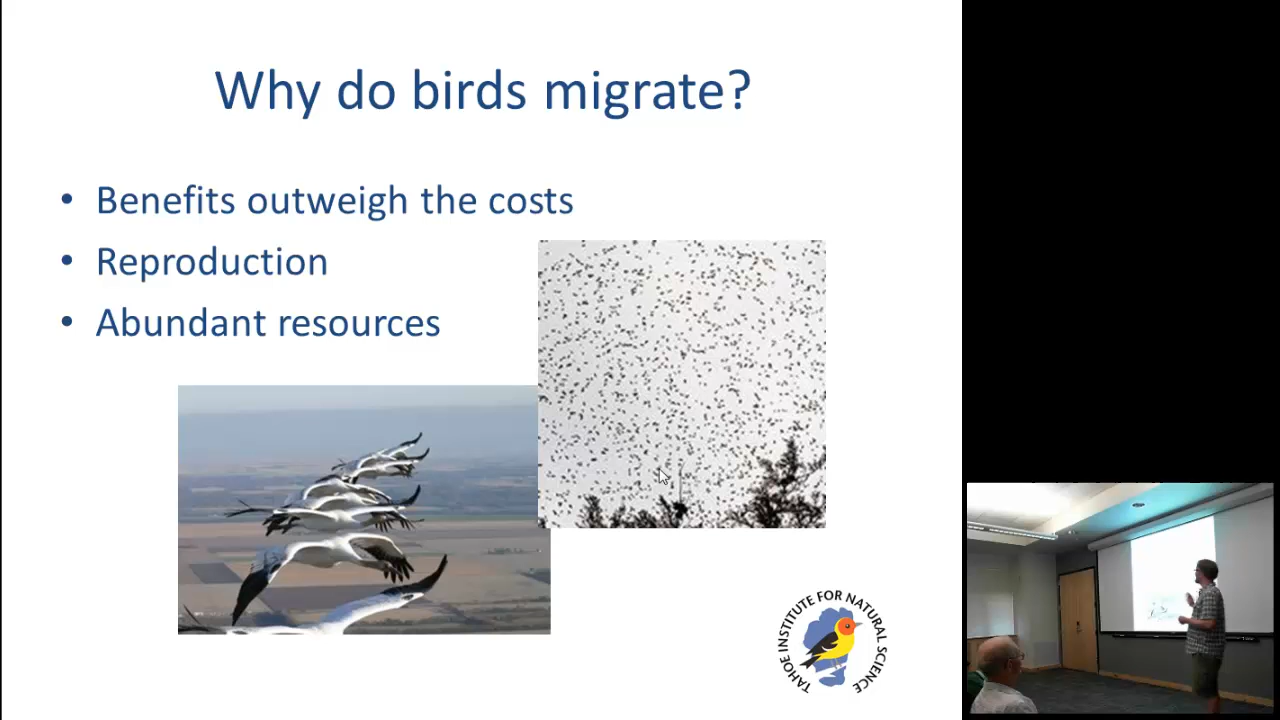 Why do birds migrate?
• Benefits outweigh the costs
• Reproduction
• Abundant resources
TAHOE INSTITUTE FOR NATURAL SCIENCE